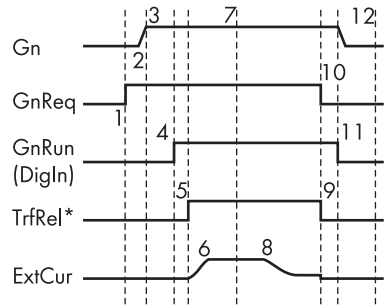 3 7 12
Gn
2
GnReq 10
1
GnRun 4 11
(DigIn)
TrfRel* 5 9
6 8
ExtCur